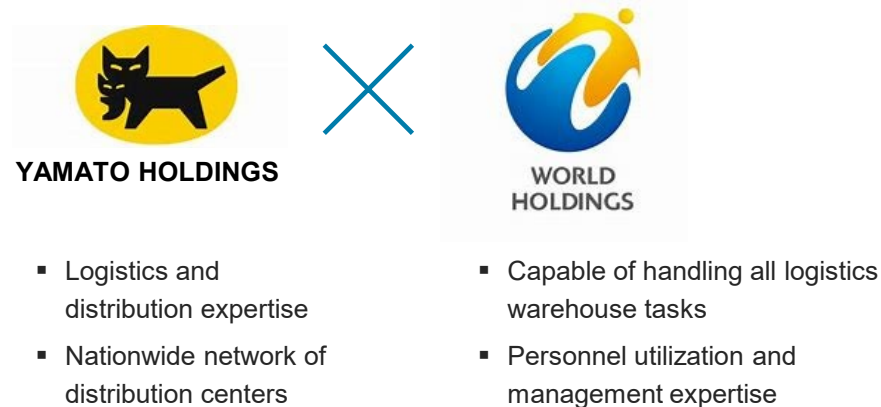 YAMATO HOLDINGS
WORLD
HOLDINGS
▪ Logistics and
distribution expertise
▪ Nationwide network of
distribution centers
▪ Capable of handling all logistics
warehouse tasks
▪ Personnel utilization and
management expertise